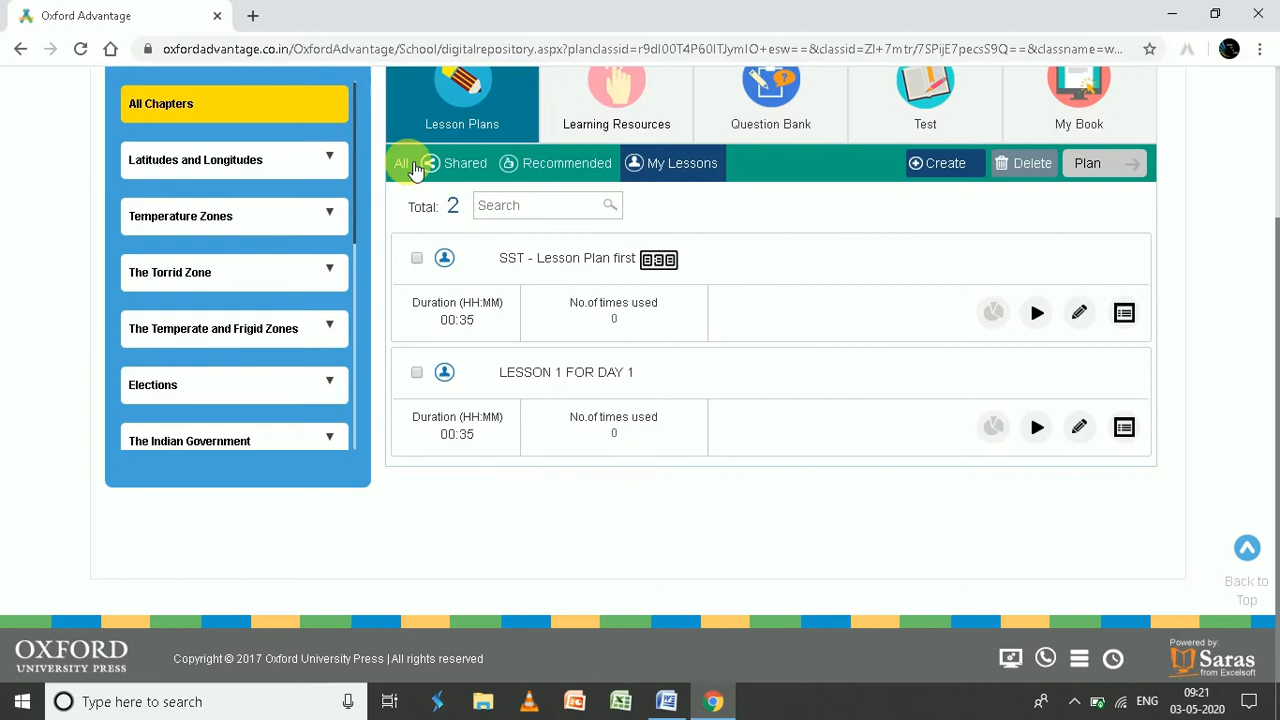 Oxford Advantage
oxfordadvantage.co.in/OxfordAdvantage/School/digitalrepository.aspx?planclassid=r9dI00T4P60ITJymIO+esw==&classid=ZI+7mtr/7SPijE7pecsS9Q==&classname=w...
All Chapters
Latitudes and Longitudes
Temperature Zones
The Torrid Zone
The Temperate and Frigid Zones
Elections
The Indian Government
Lesson Plans
Learning Resources
Question Bank
Test
My Book
All
Shared
Recommended
My Lessons
Create
Delete
Plan
Total: 2
Search
SST - Lesson Plan first
Duration (HH:MM)
00:35
No.of times used
0
LESSON 1 FOR DAY 1
Duration (HH:MM)
00:35
No.of times used
0
Back to
Top
OXFORD
UNIVERSITY PRESS
Copyright © 2017 Oxford University Press | All rights reserved
Powered by:
Saras
from Excelsoft
Type here to search
ENG
09:21
03-05-2020